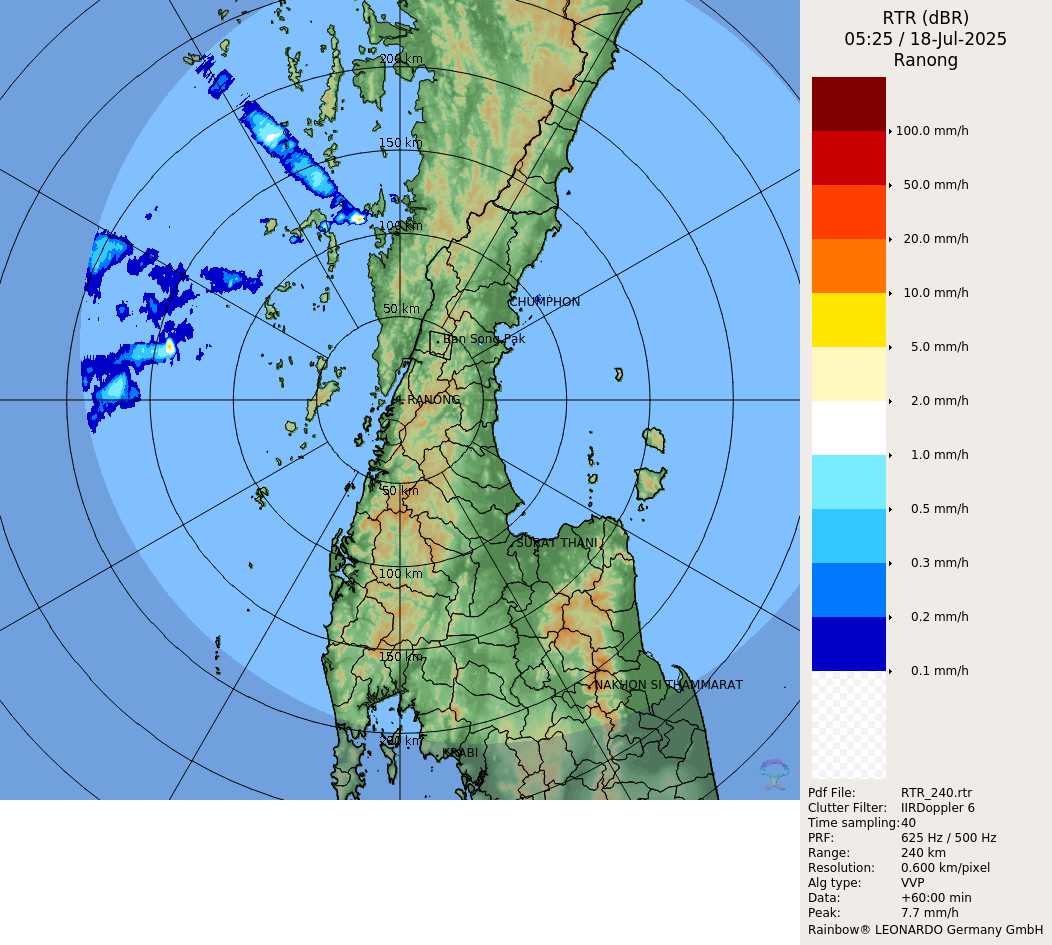 RTR (dBR)
05:25 / 18-Jul-2025
Ranong
100.0 mm/h
50.0 mm/h
20.0 mm/h
10.0 mm/h
5.0 mm/h
2.0 mm/h
1.0 mm/h
0.5 mm/h
0.3 mm/h
0.2 mm/h
0.1 mm/h
200 km
150 km
100 km
50 km
CHUMPHON
Ban Song Pak
RANONG
50 km
SURAT THANI
100 km
150 km
NAKHON SI THAMMARAT
200 km
KRABI
Pdf File: RTR_240.rtr
Clutter Filter: IIRDoppler 6
Time sampling: 40
PRF: 625 Hz / 500 Hz
Range: 240 km
Resolution: 0.600 km/pixel
Alg type: VVP
Data: +60:00 min
Peak: 7.7 mm/h
Rainbow® LEONARDO Germany GmbH